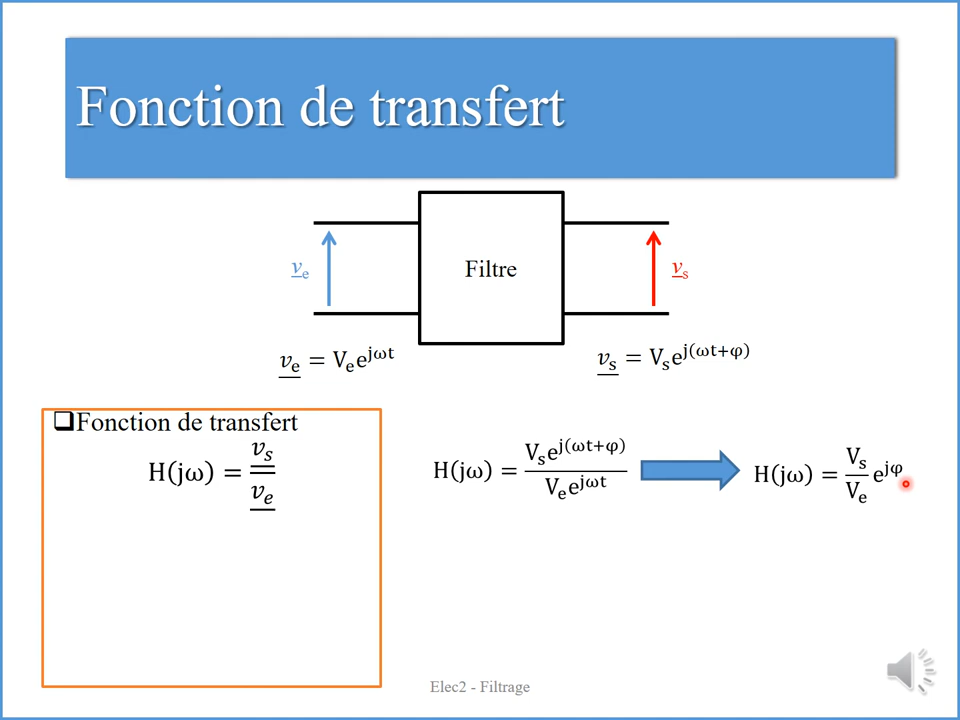 Fonction de transfert
Filtre
v_e
v_s
v_e = V_e e^{jωt}
v_s = V_s e^{j(ωt+φ)}
❑Fonction de transfert
H(jω) = v_s / v_e
H(jω) = V_s e^{j(ωt+φ)} / V_e e^{jωt}
H(jω) = V_s / V_e e^{jφ}
Elec2 - Filtrage